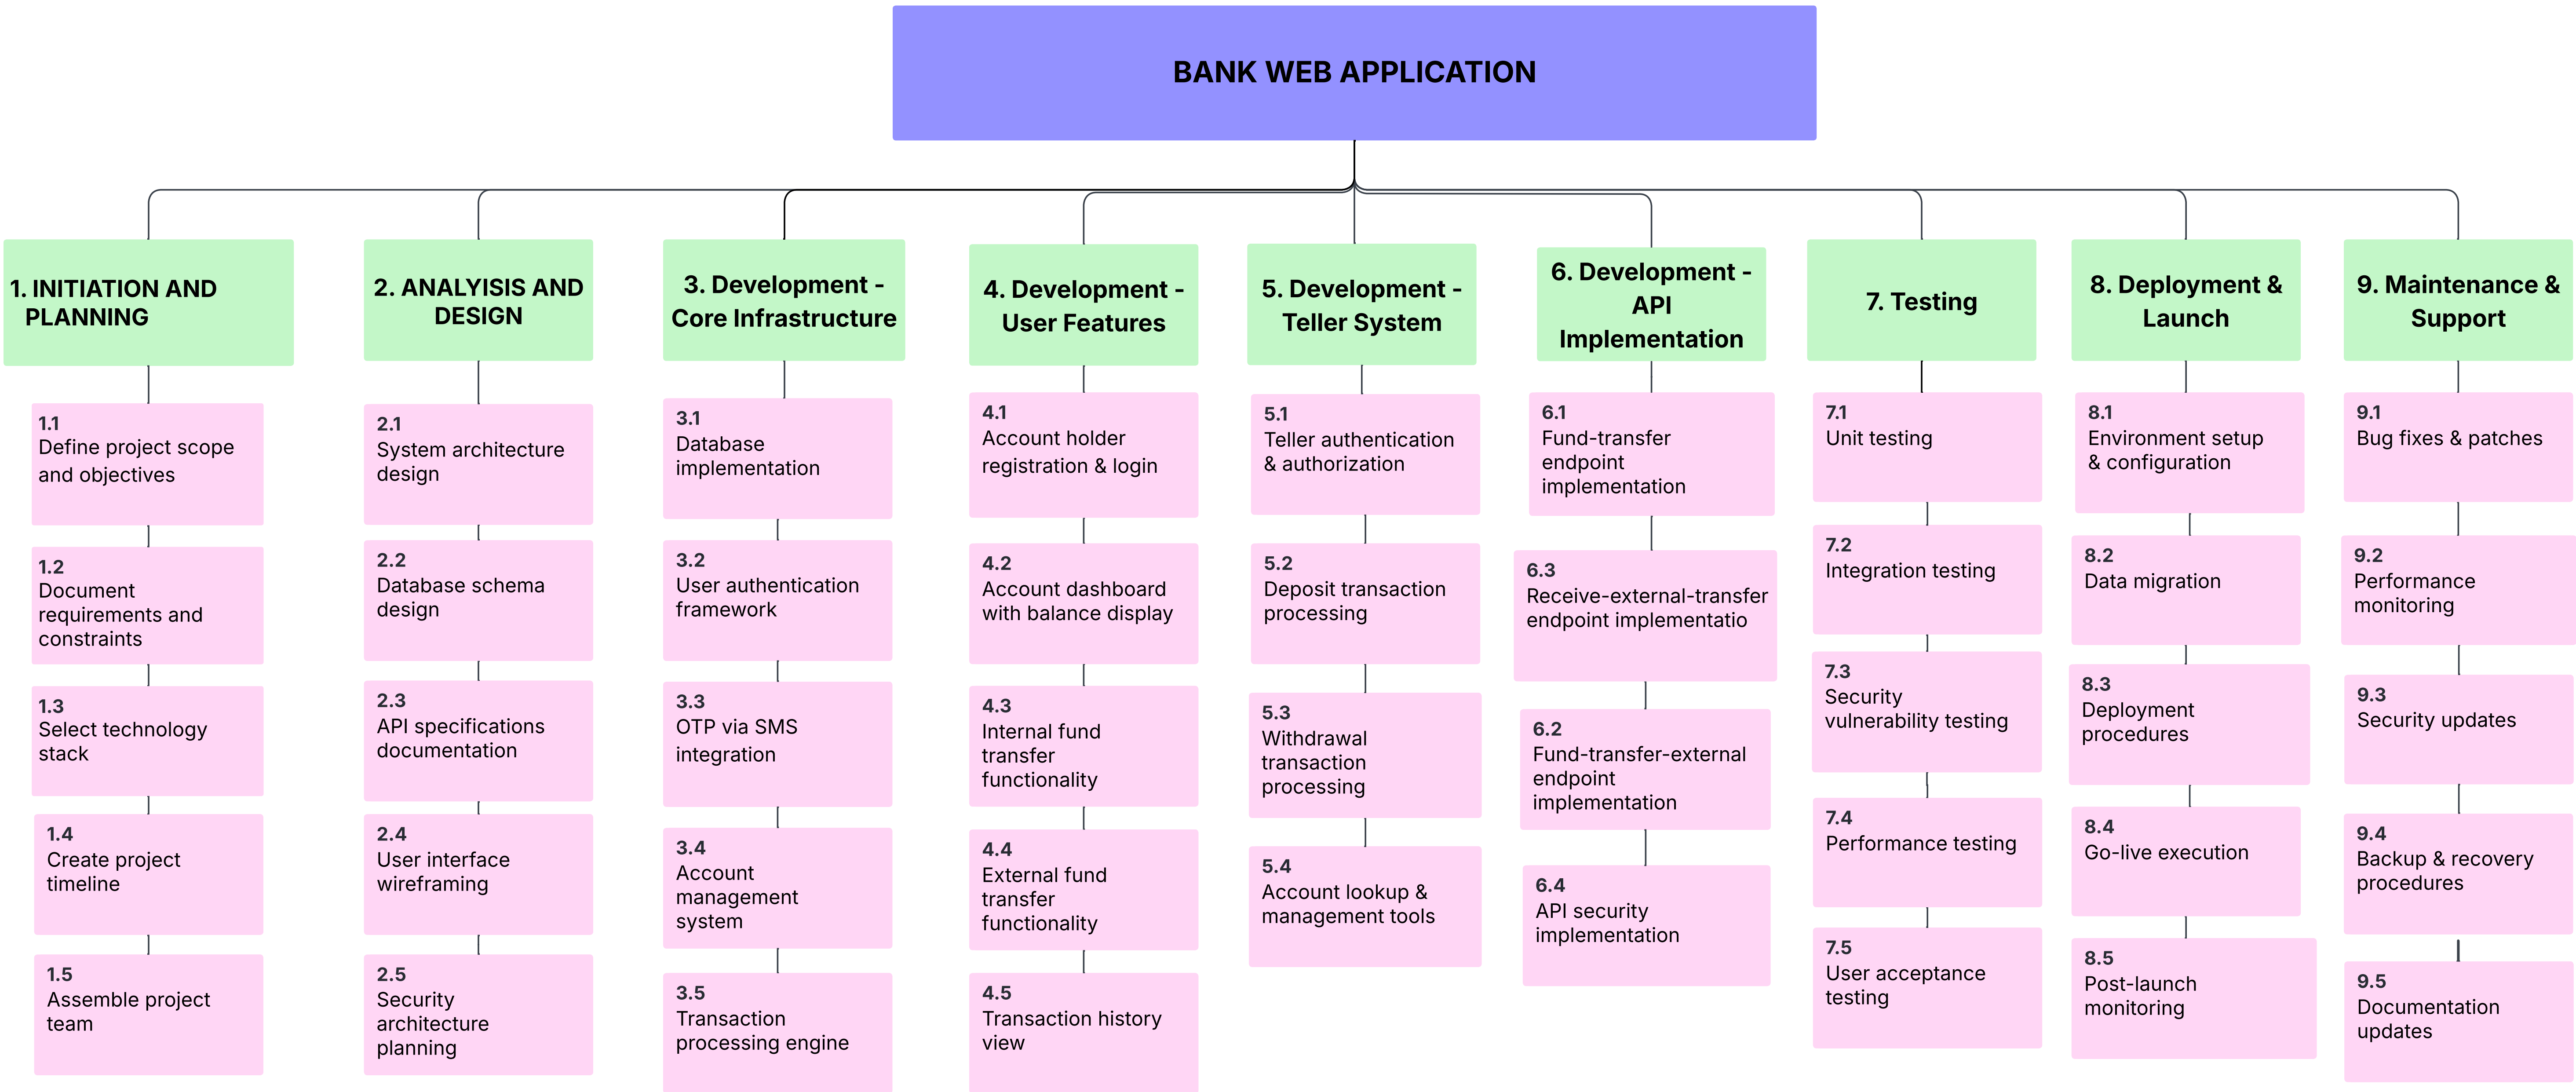 BANK WEB APPLICATION
1. INITIATION AND
PLANNING
1.1
Define project scope
and objectives
1.2
Document
requirements and
constraints
1.3
Select technology
stack
1.4
Create project
timeline
1.5
Assemble project
team
2. ANALYISIS AND
DESIGN
2.1
System architecture
design
2.2
Database schema
design
2.3
API specifications
documentation
2.4
User interface
wireframing
2.5
Security
architecture
planning
3. Development -
Core Infrastructure
3.1
Database
implementation
3.2
User authentication
framework
3.3
OTP via SMS
integration
3.4
Account
management
system
3.5
Transaction
processing engine
4. Development -
User Features
4.1
Account holder
registration & login
4.2
Account dashboard
with balance display
4.3
Internal fund
transfer
functionality
4.4
External fund
transfer
functionality
4.5
Transaction history
view
5. Development -
Teller System
5.1
Teller authentication
& authorization
5.2
Deposit transaction
processing
5.3
Withdrawal
transaction
processing
5.4
Account lookup &
management tools
6. Development -
API
Implementation
6.1
Fund-transfer
endpoint
implementation
6.3
Receive-external-transfer
endpoint implementatio
6.2
Fund-transfer-external
endpoint
implementation
6.4
API security
implementation
7. Testing
7.1
Unit testing
7.2
Integration testing
7.3
Security
vulnerability testing
7.4
Performance testing
7.5
User acceptance
testing
8. Deployment &
Launch
8.1
Environment setup
& configuration
8.2
Data migration
8.3
Deployment
procedures
8.4
Go-live execution
8.5
Post-launch
monitoring
9. Maintenance &
Support
9.1
Bug fixes & patches
9.2
Performance
monitoring
9.3
Security updates
9.4
Backup & recovery
procedures
9.5
Documentation
updates